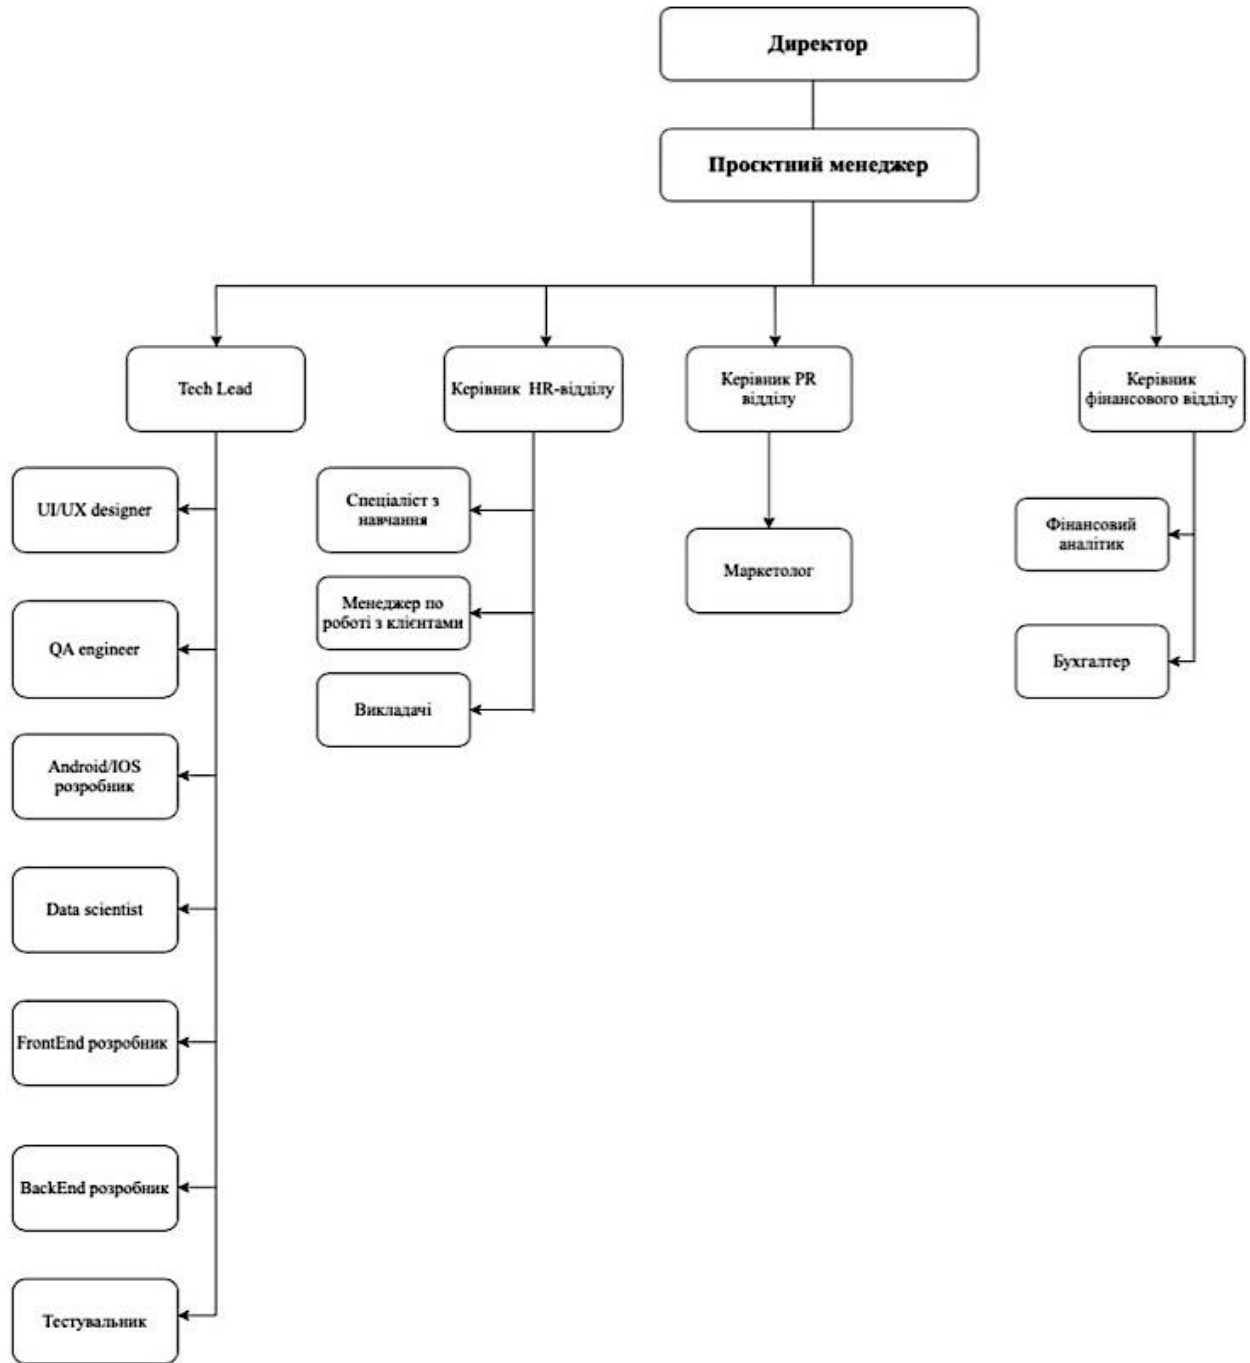 Директор
Проєктний менеджер
Tech Lead
Керівник HR-відділу
Керівник PR
відділу
Керівник
фінансового відділу
UI/UX designer
QA engineer
Android/IOS
розробник
Data scientist
FrontEnd розробник
BackEnd розробник
Тестувальник
Спеціаліст з
навчання
Менеджер по
роботі з клієнтами
Викладачі
Маркетолог
Фінансовий
аналітик
Бухгалтер